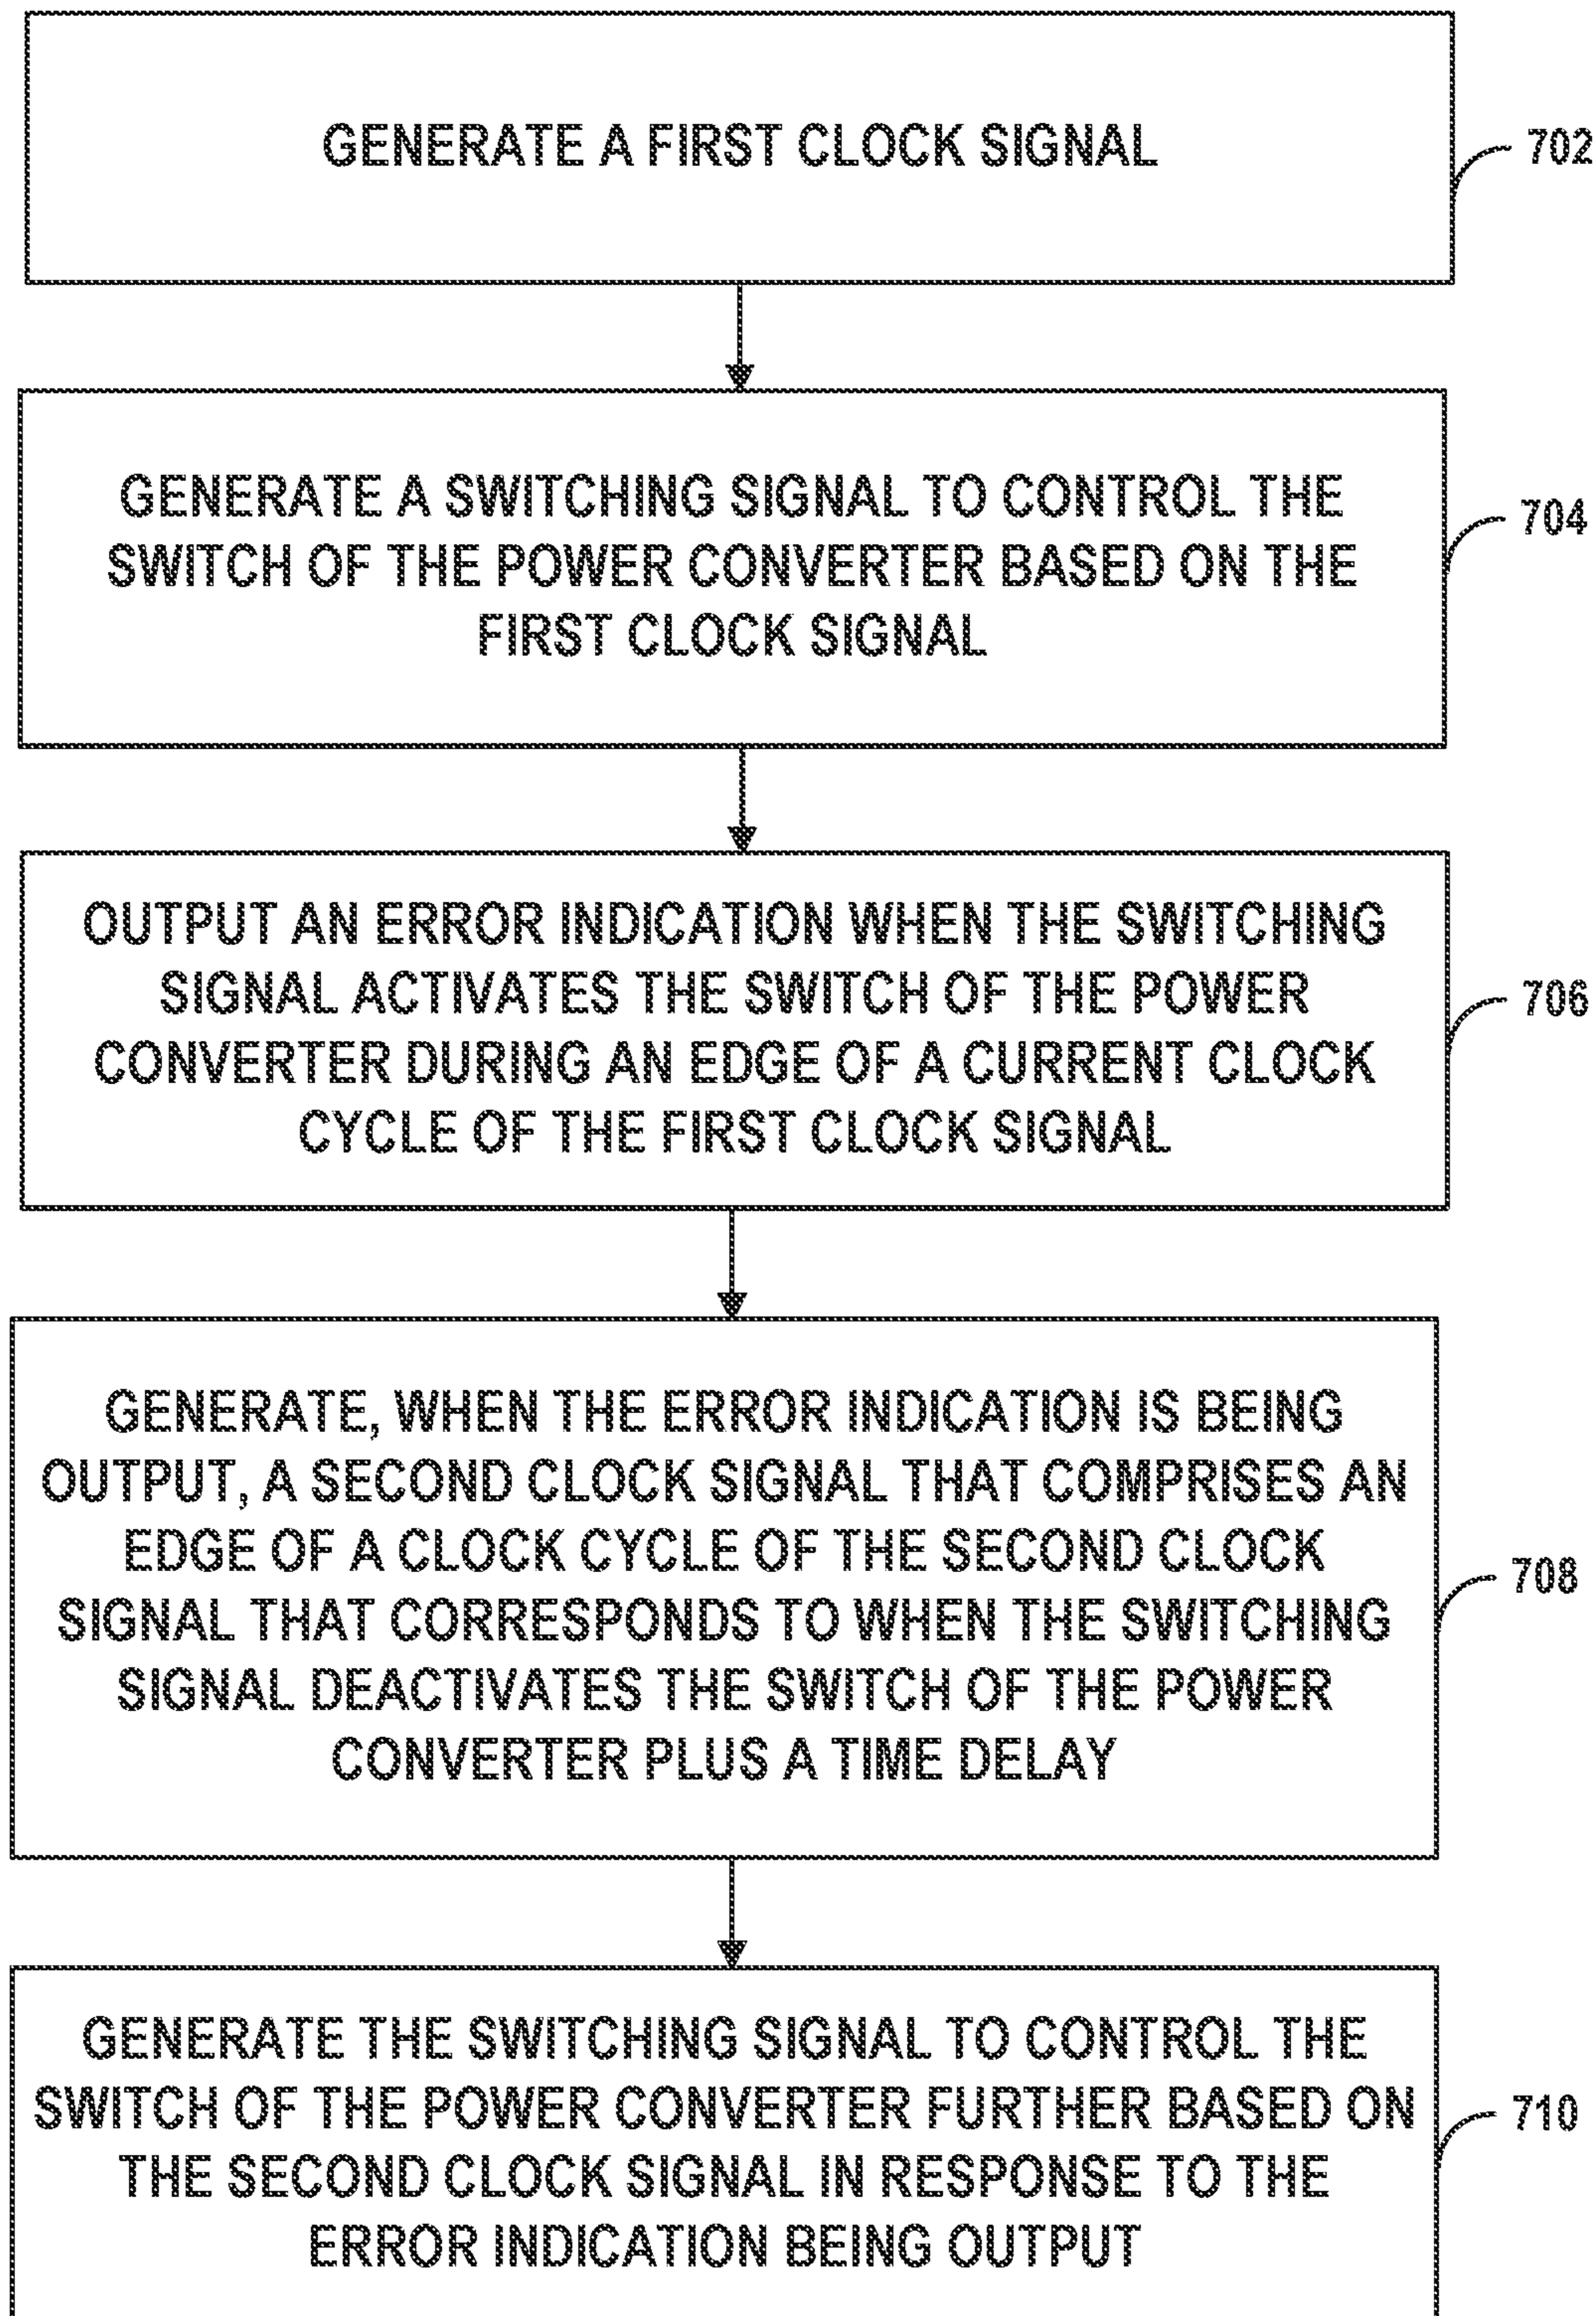 GENERATE A FIRST CLOCK SIGNAL
702
GENERATE A SWITCHING SIGNAL TO CONTROL THE
SWITCH OF THE POWER CONVERTER BASED ON THE
FIRST CLOCK SIGNAL
704
OUTPUT AN ERROR INDICATION WHEN THE SWITCHING
SIGNAL ACTIVATES THE SWITCH OF THE POWER
CONVERTER DURING AN EDGE OF A CURRENT CLOCK
CYCLE OF THE FIRST CLOCK SIGNAL
706
GENERATE, WHEN THE ERROR INDICATION IS BEING
OUTPUT, A SECOND CLOCK SIGNAL THAT COMPRISES AN
EDGE OF A CLOCK CYCLE OF THE SECOND CLOCK
SIGNAL THAT CORRESPONDS TO WHEN THE SWITCHING
SIGNAL DEACTIVATES THE SWITCH OF THE POWER
CONVERTER PLUS A TIME DELAY
708
GENERATE THE SWITCHING SIGNAL TO CONTROL THE
SWITCH OF THE POWER CONVERTER FURTHER BASED ON
THE SECOND CLOCK SIGNAL IN RESPONSE TO THE
ERROR INDICATION BEING OUTPUT
710